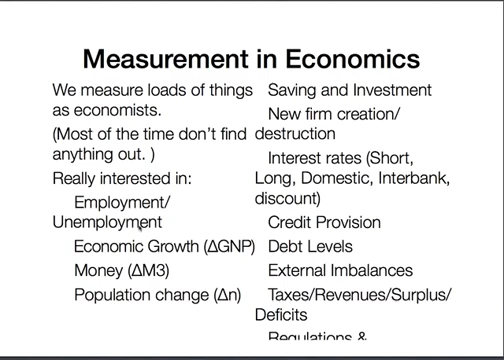 Measurement in Economics
We measure loads of things
as economists.
(Most of the time don't find
anything out. )
Really interested in:
Employment/
Unemployment
Economic Growth (ΔGNP)
Money (ΔM3)
Population change (Δn)
Saving and Investment
New firm creation/
destruction
Interest rates (Short,
Long, Domestic, Interbank,
discount)
Credit Provision
Debt Levels
External Imbalances
Taxes/Revenues/Surplus/
Deficits
Regulations &